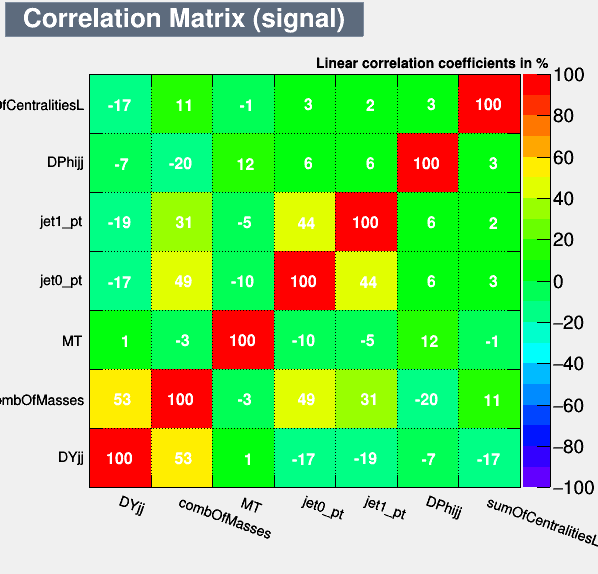 Correlation Matrix (signal)
Linear correlation coefficients in %
OfCentralitiesL -17 11 -1 3 2 3 100
DPhijj -7 -20 12 6 6 100 3
jet1_pt -19 31 -5 44 100 6 2
jet0_pt -17 49 -10 100 44 6 3
MT 1 -3 100 -10 -5 12 -1
ombOfMasses 53 100 -3 49 31 -20 11
DYjj 100 53 1 -17 -19 -7 -17
DYjj combOfMasses MT jet0_pt jet1_pt DPhijj sumOfCentralitiesL
100
80
60
40
20
0
−20
−40
−60
−80
−100